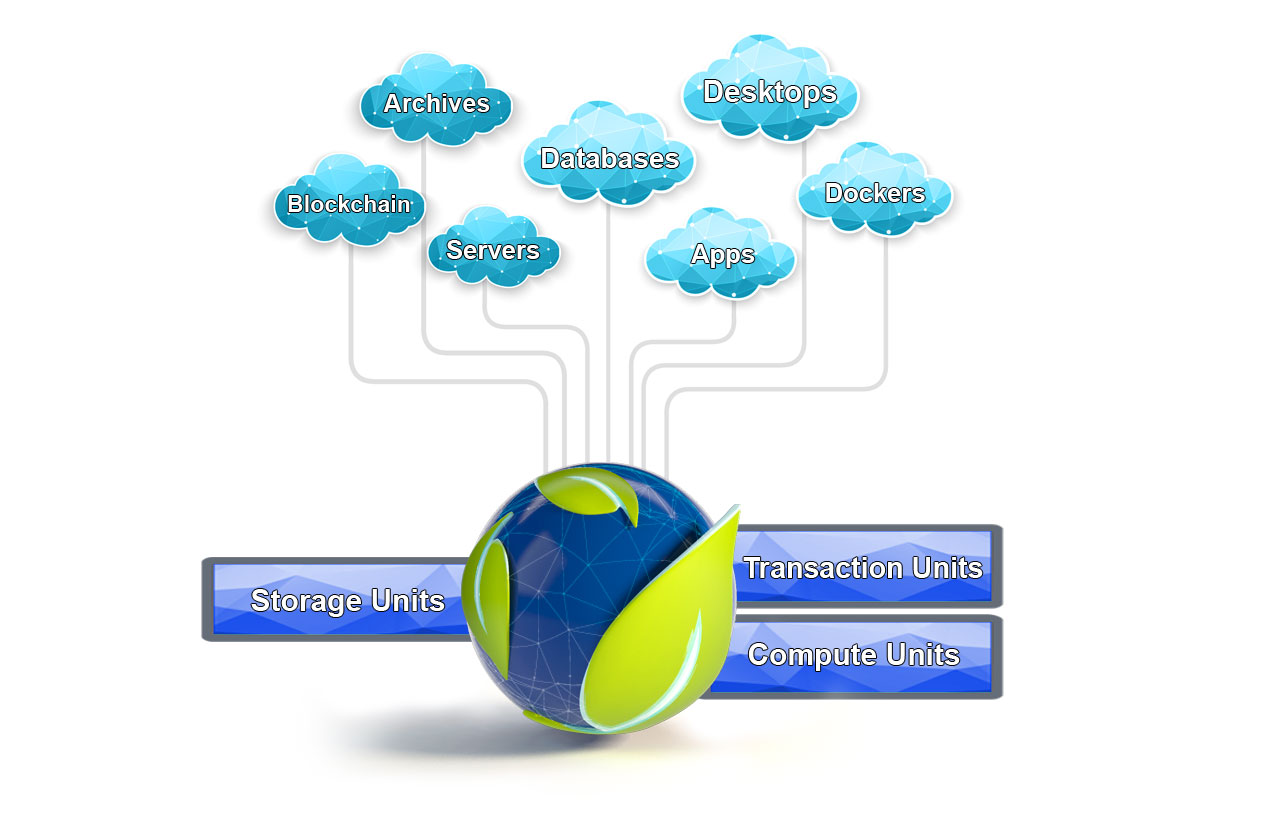 Desktops
Archives
Databases
Dockers
Blockchain
Servers
Apps
Transaction Units
Storage Units
Compute Units